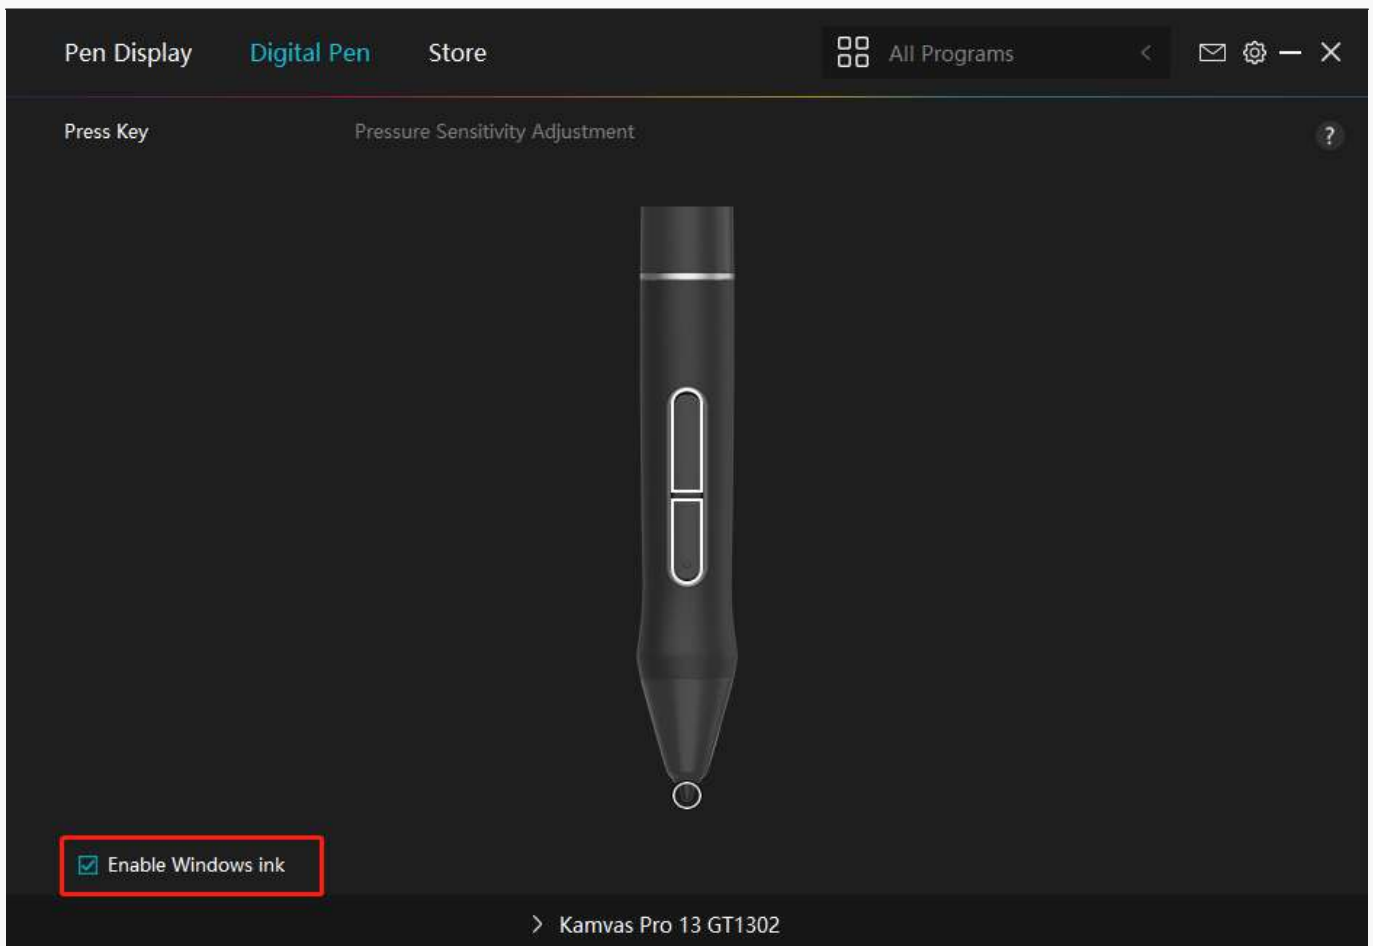 Pen Display Digital Pen Store All Programs
Press Key Pressure Sensitivity Adjustment ?
Enable Windows ink
Kamvas Pro 13 GT1302